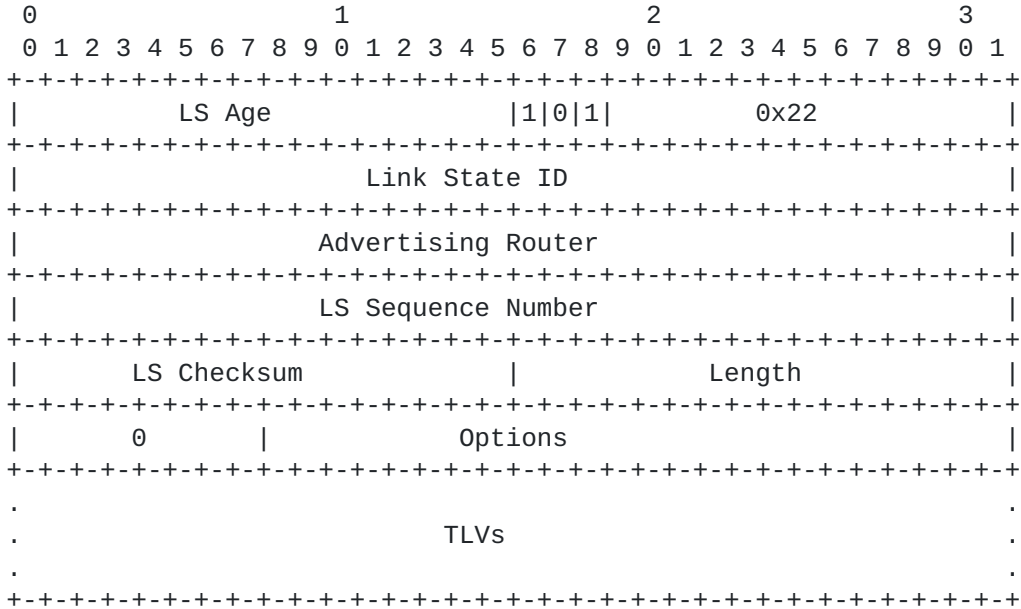 0                   1                   2                   3
 0 1 2 3 4 5 6 7 8 9 0 1 2 3 4 5 6 7 8 9 0 1 2 3 4 5 6 7 8 9 0 1
+-+-+-+-+-+-+-+-+-+-+-+-+-+-+-+-+-+-+-+-+-+-+-+-+-+-+-+-+-+-+-+-+
|          LS Age               |1|0|1|         0x22            |
+-+-+-+-+-+-+-+-+-+-+-+-+-+-+-+-+-+-+-+-+-+-+-+-+-+-+-+-+-+-+-+-+
|                      Link State ID                            |
+-+-+-+-+-+-+-+-+-+-+-+-+-+-+-+-+-+-+-+-+-+-+-+-+-+-+-+-+-+-+-+-+
|                   Advertising Router                          |
+-+-+-+-+-+-+-+-+-+-+-+-+-+-+-+-+-+-+-+-+-+-+-+-+-+-+-+-+-+-+-+-+
|                   LS Sequence Number                          |
+-+-+-+-+-+-+-+-+-+-+-+-+-+-+-+-+-+-+-+-+-+-+-+-+-+-+-+-+-+-+-+-+
|       LS Checksum             |            Length             |
+-+-+-+-+-+-+-+-+-+-+-+-+-+-+-+-+-+-+-+-+-+-+-+-+-+-+-+-+-+-+-+-+
|       0       |            Options                            |
+-+-+-+-+-+-+-+-+-+-+-+-+-+-+-+-+-+-+-+-+-+-+-+-+-+-+-+-+-+-+-+-+
.                                                               .
.                           TLVs                                .
.                                                               .
+-+-+-+-+-+-+-+-+-+-+-+-+-+-+-+-+-+-+-+-+-+-+-+-+-+-+-+-+-+-+-+-+